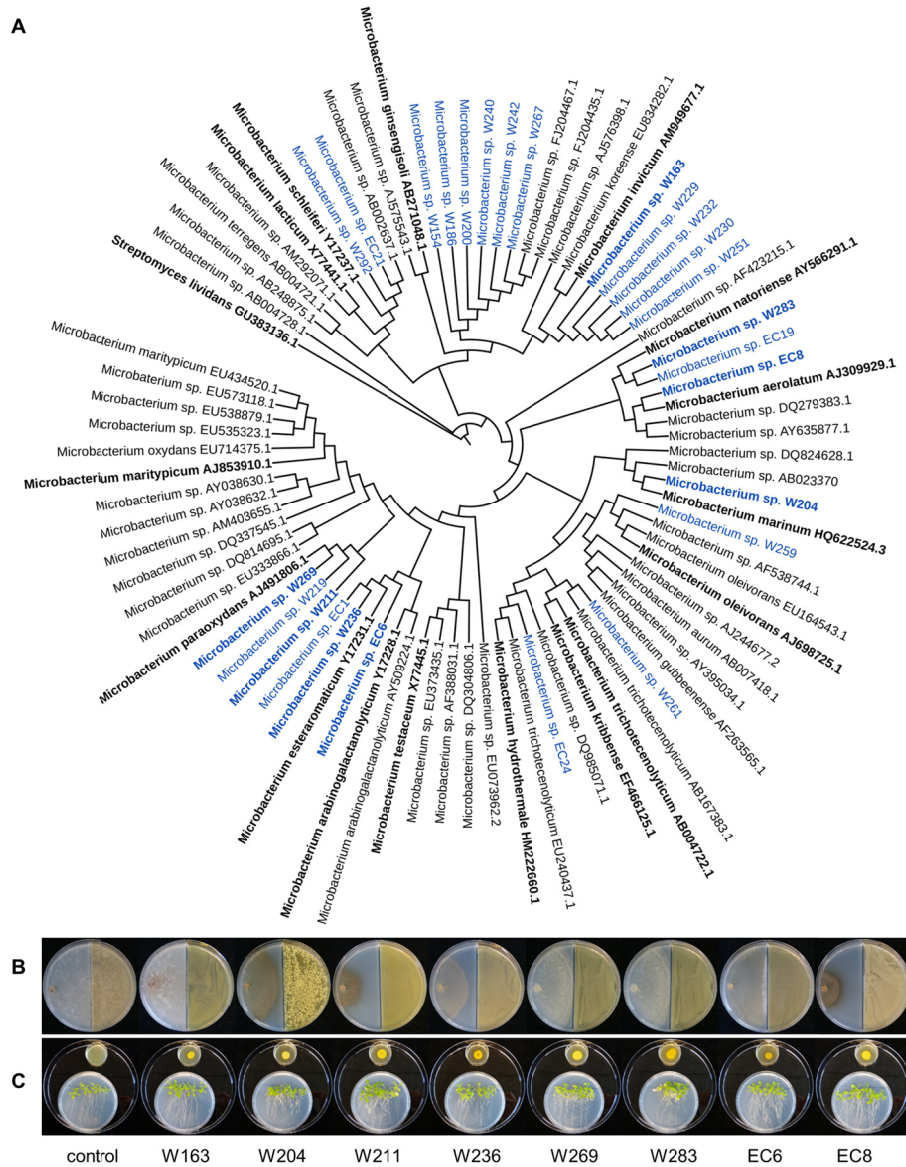 A
Microbacterium ginsengisoli AB271048.1
Microbacterium sp. AJ575543.1
Microbacterium sp. AB002637.1
Microbacterium sp. EC21
Microbacterium sp. W292
Microbacterium schleiferi Y17237.1
Microbacterium lacticum X77441.1
Microbacterium sp. AM292071.1
Microbacterium terregens AB004721.1
Microbacterium sp. AB248875.1
Microbacterium sp. AB004728.1
Streptomyces lividans GU383136.1
Microbacterium maritypicum EU434520.1
Microbaterium sp. EU573118.1
Microbacterium sp. EU538879.1
Microbacterium sp. EU535323.1
Microbacterium oxydans EU714375.1
Microbacterium maritypicum AJ853910.1
Microbacterium sp. AY038630.1
Microbacterium sp. AY038632.1
Microbacterium sp. AM403655.1
Microbacterium sp. DQ337545.1
Microbacterium sp. DQ814695.1
Microbacterium sp. EU333866.1
Microbacterium paraoxydans AJ491806.1
Microbacterium sp. W269
Microbacterium sp. W219
Microbacterium sp. W211
Microbacterium sp. EC1
Microbacterium sp. W236
Microbacterium esteraromaticum Y17231.1
Microbacterium sp. EC6
Microbacterium arabinogalactanolyticum Y17228.1
Microbacterium arabinogalactanolyticum AY509224.1
Microbacterium testaceum X77445.1
Microbacterium sp. EU373435.1
Microbacterium sp. AF388031.1
Microbacterium sp. DQ304806.1
Microbacterium sp. EU073962.2
Microbacterium hydrothermale HM222660.1
Microbacterium trichotecenolyticum EU240437.1
Microbacterium sp. EC24
Microbacterium sp. DQ985071.1
Microbacterium kribbense EF466125.1
Microbacterium trichotecenolyticum AB004722.1
Microbacterium trichotecenolyticum AB167383.1
Microbacterium sp. W261
Microbacterium gubbeenense AF263565.1
Microbacterium sp. AY395034.1
Microbacterium aurum AB007418.1
Microbacterium sp. AJ244677.2
Microbacterium oleivorans AJ698725.1
Microbacterium oleivorans EU164543.1
Microbacterium sp. AF538744.1
Microbacterium sp. W259
Microbacterium marinum HQ622524.3
Microbacterium sp. W204
Microbacterium sp. AB023370
Microbacterium sp. DQ824628.1
Microbacterium sp. AY635877.1
Microbacterium sp. DQ279383.1
Microbacterium aerolatum AJ309929.1
Microbacterium sp. EC8
Microbacterium sp. EC19
Microbacterium sp. W283
Microbacterium natoriense AY566291.1
Microbacterium sp. AF423215.1
Microbacterium sp. W251
Microbacterium sp. W230
Microbacterium sp. W232
Microbacterium sp. W229
Microbacterium sp. W163
Microbacterium invictum AM949677.1
Microbacterium koreense EU834282.1
Microbacterium sp. AJ576398.1
Microbacterium sp. FJ204435.1
Microbacterium sp. FJ204467.1
Microbacterium sp. W267
Microbacterium sp. W242
Microbacterium sp. W240
Microbacterium sp. W200
Microbacterium sp. W186
Microbacterium sp. W154
B
C
control W163 W204 W211 W236 W269 W283 EC6 EC8